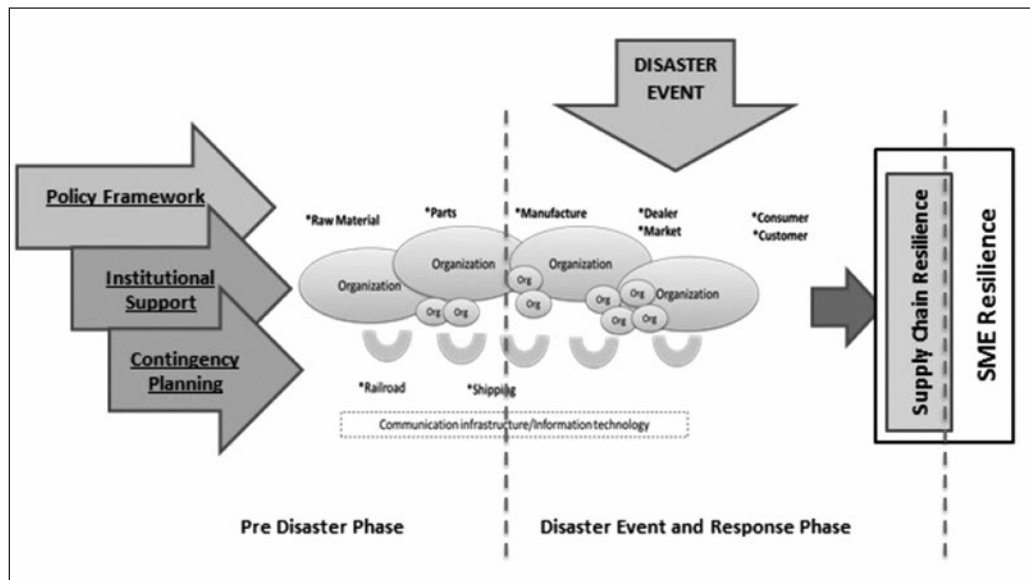 DISASTER
EVENT
Policy Framework
Institutional
Support
Contingency
Planning
*Raw Material
*Parts
*Manufacture
*Dealer
*Market
*Consumer
*Customer
Organization
Organization
Organization
Organization
Org
Org
Org
Org
Org
Org
Org
Org
*Railroad
*Shipping
Communication infrastructure/Information technology
Supply Chain Resilience
SME Resilience
Pre Disaster Phase
Disaster Event and Response Phase